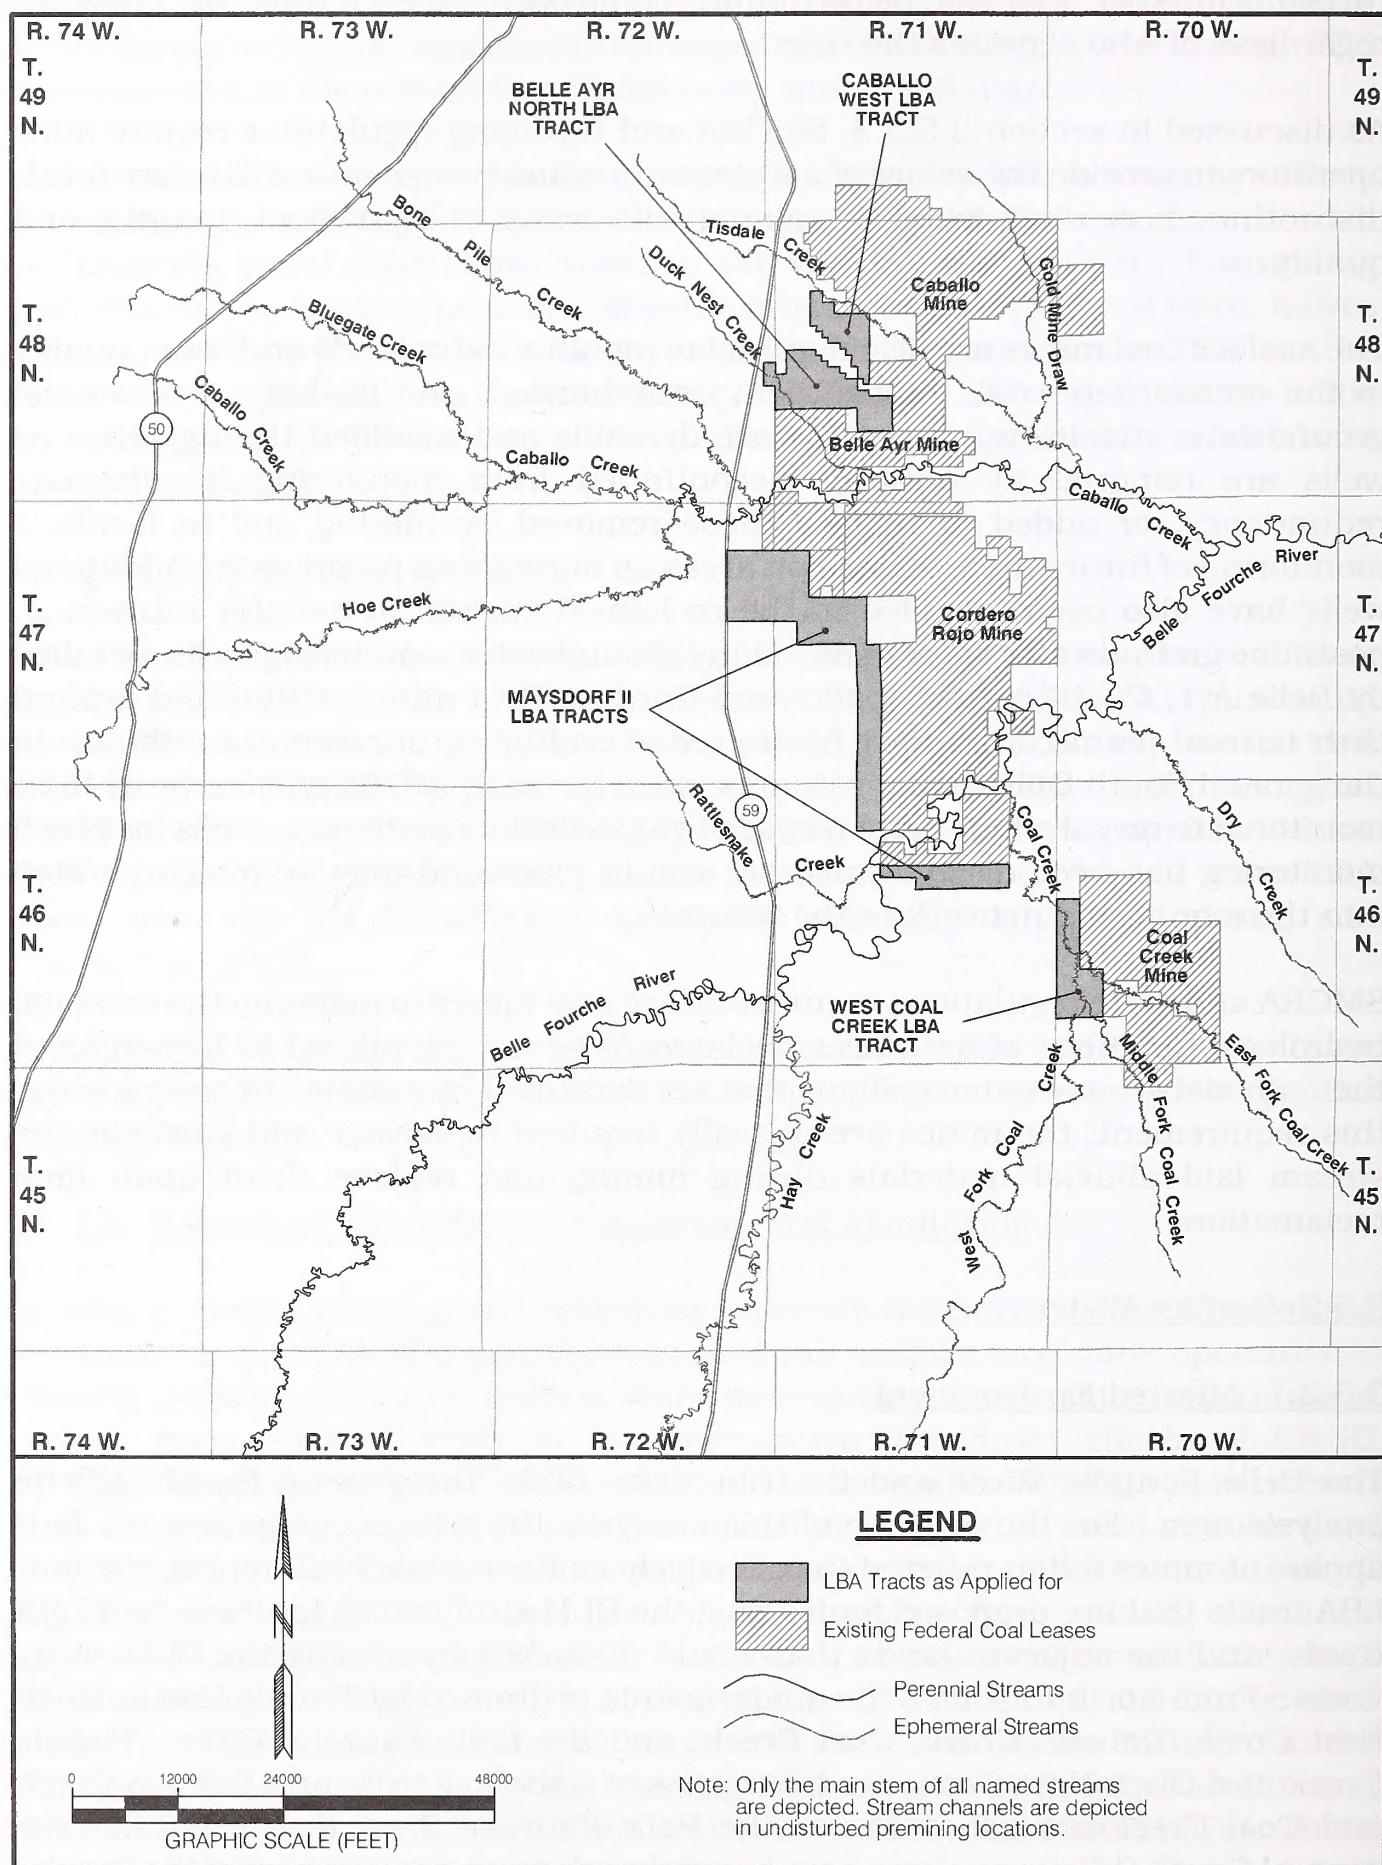 R. 74 W.
R. 73 W.
R. 72 W.
R. 71 W.
R. 70 W.
T.
49
N.
T.
49
N.
BELLE AYR
NORTH LBA
TRACT
CABALLO
WEST LBA
TRACT
Bone Pile Creek
Tisdale Creek
Duck Nest Creek
Caballo
Mine
Gold Mine Draw
T.
48
N.
T.
48
N.
Bluegate Creek
Caballo Creek
50
Belle Ayr Mine
Caballo Creek
Caballo Creek
Belle Fourche River
T.
47
N.
T.
47
N.
Hoe Creek
Cordero
Rojo Mine
MAYSDORF II
LBA TRACTS
59
Rattlesnake Creek
Coal Creek
Dry Creek
T.
46
N.
T.
46
N.
Coal
Creek
Mine
Belle Fourche River
WEST COAL
CREEK LBA
TRACT
Hay Creek
West Fork Coal Creek
Middle Fork Coal Creek
East Fork Coal Creek
T.
45
N.
T.
45
N.
R. 74 W.
R. 73 W.
R. 72 W.
R. 71 W.
R. 70 W.
LEGEND
LBA Tracts as Applied for
Existing Federal Coal Leases
Perennial Streams
Ephemeral Streams
0 12000 24000 48000
GRAPHIC SCALE (FEET)
Note: Only the main stem of all named streams
are depicted. Stream channels are depicted
in undisturbed premining locations.